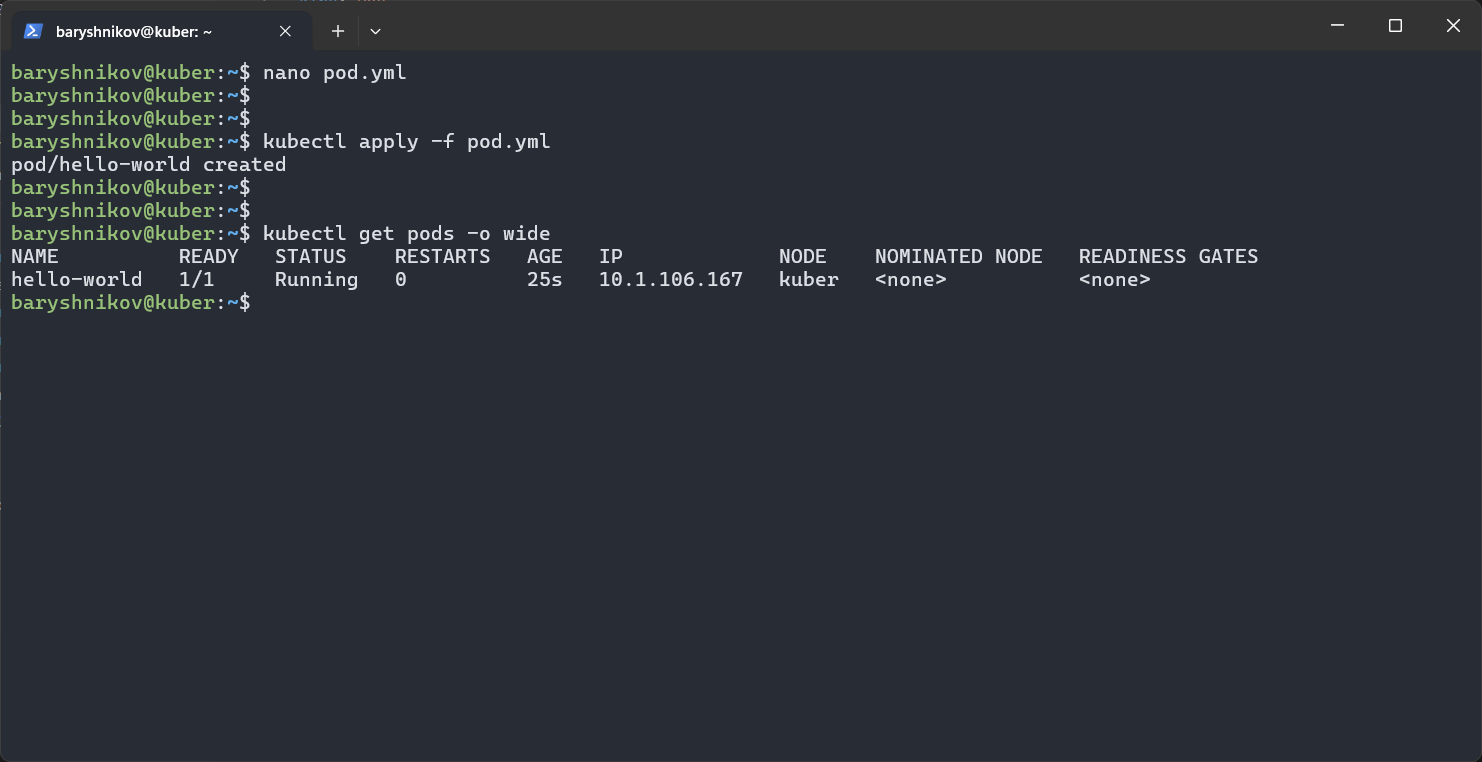 baryshnikov@kuber: ~
baryshnikov@kuber:~$ nano pod.yml
baryshnikov@kuber:~$
baryshnikov@kuber:~$
baryshnikov@kuber:~$ kubectl apply -f pod.yml
pod/hello-world created
baryshnikov@kuber:~$
baryshnikov@kuber:~$
baryshnikov@kuber:~$ kubectl get pods -o wide
NAME          READY   STATUS    RESTARTS   AGE   IP             NODE    NOMINATED NODE   READINESS GATES
hello-world   1/1     Running   0          25s   10.1.106.167   kuber   <none>           <none>
baryshnikov@kuber:~$